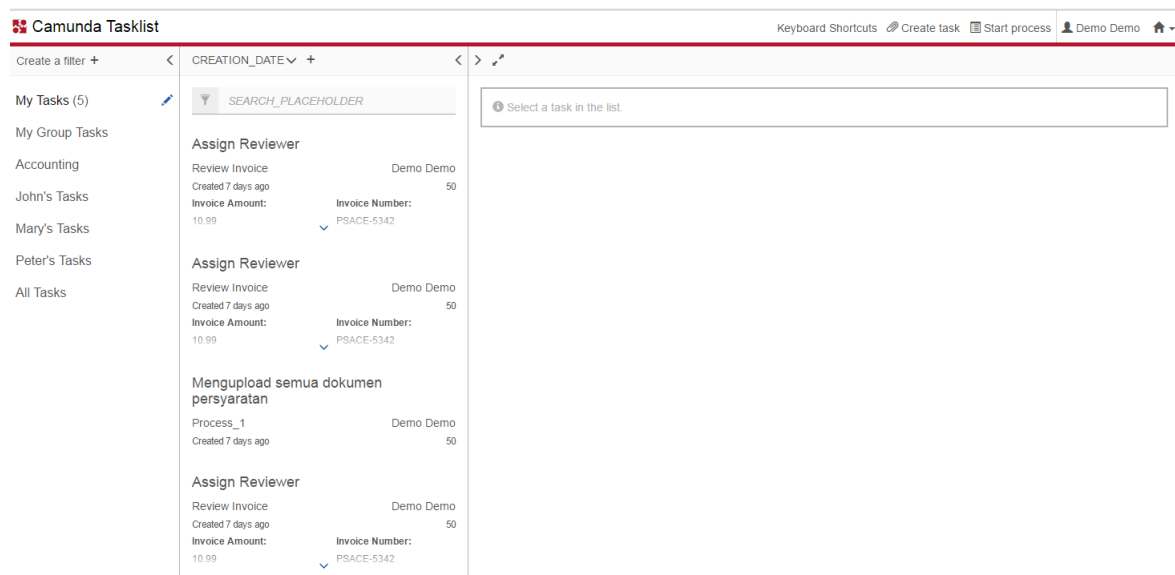 Camunda Tasklist
Keyboard Shortcuts Create task Start process Demo Demo
Create a filter +
CREATION_DATE +
My Tasks (5)
My Group Tasks
Accounting
John's Tasks
Mary's Tasks
Peter's Tasks
All Tasks
SEARCH_PLACEHOLDER
Assign Reviewer
Review Invoice Demo Demo
Created 7 days ago 50
Invoice Amount: Invoice Number:
10.99 PSACE-5342
Assign Reviewer
Review Invoice Demo Demo
Created 7 days ago 50
Invoice Amount: Invoice Number:
10.99 PSACE-5342
Mengupload semua dokumen
persyaratan
Process_1 Demo Demo
Created 7 days ago 50
Assign Reviewer
Review Invoice Demo Demo
Created 7 days ago 50
Invoice Amount: Invoice Number:
10.99 PSACE-5342
Select a task in the list.